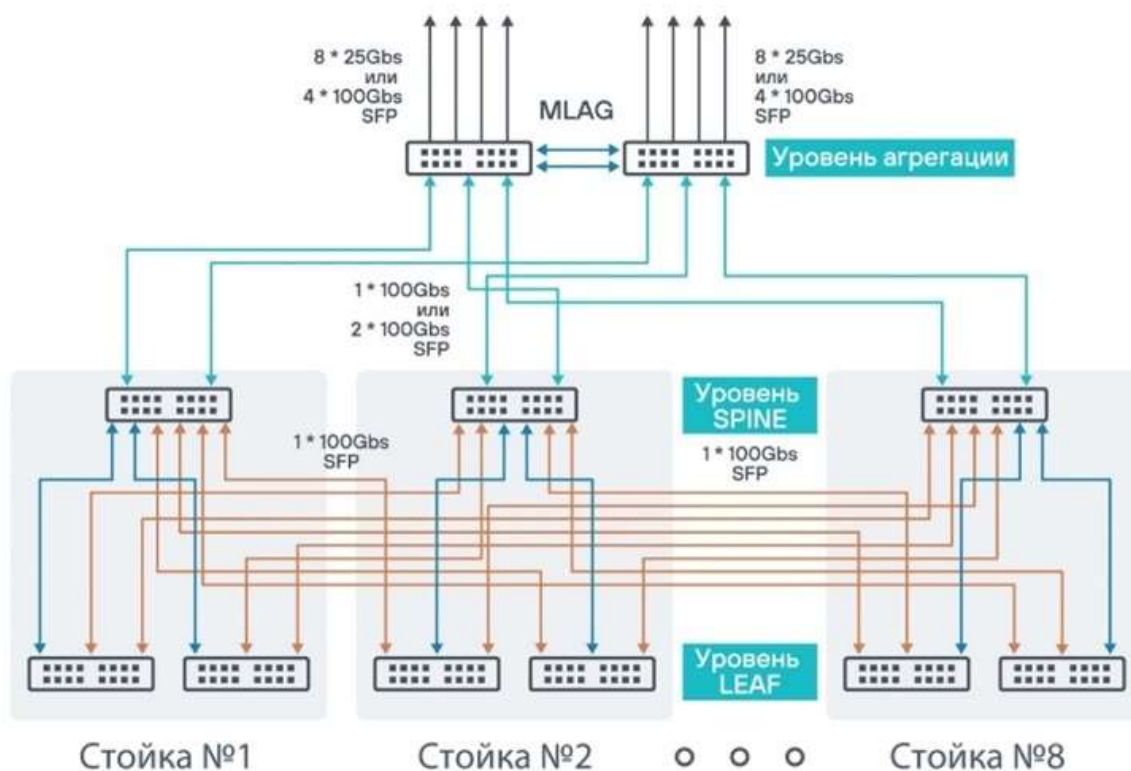 8 * 25Gbs
или
4 * 100Gbs
SFP
MLAG
8 * 25Gbs
или
4 * 100Gbs
SFP
Уровень агрегации
1 * 100Gbs
или
2 * 100Gbs
SFP
Уровень
SPINE
1 * 100Gbs
SFP
1 * 100Gbs
SFP
Уровень
LEAF
Стойка №1
Стойка №2
Стойка №8